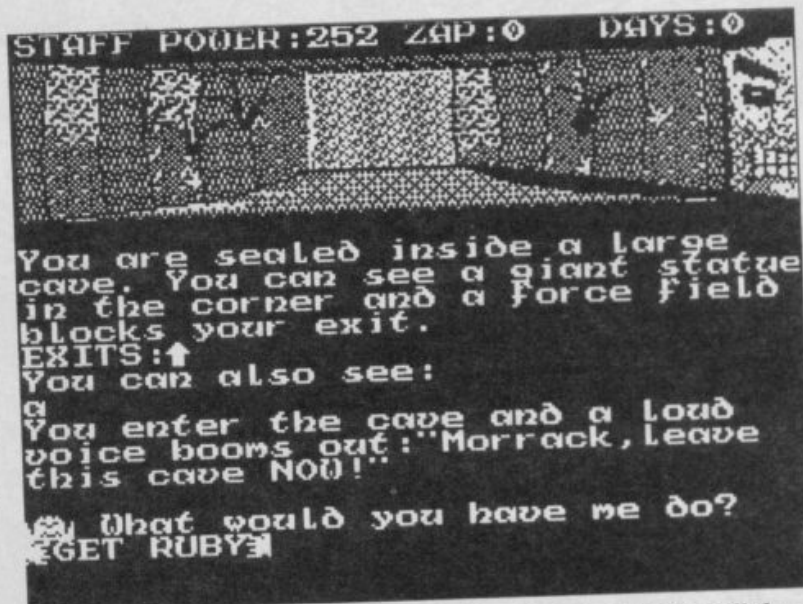 STAFF POWER:252 ZAP:0 DAYS:0
You are sealed inside a large
cave. You can see a giant statue
in the corner and a force field
blocks your exit.
EXITS:↑
You can also see:
a
You enter the cave and a loud
voice booms out:"Morrack,leave
this cave NOW!"
What would you have me do?
GET RUBY